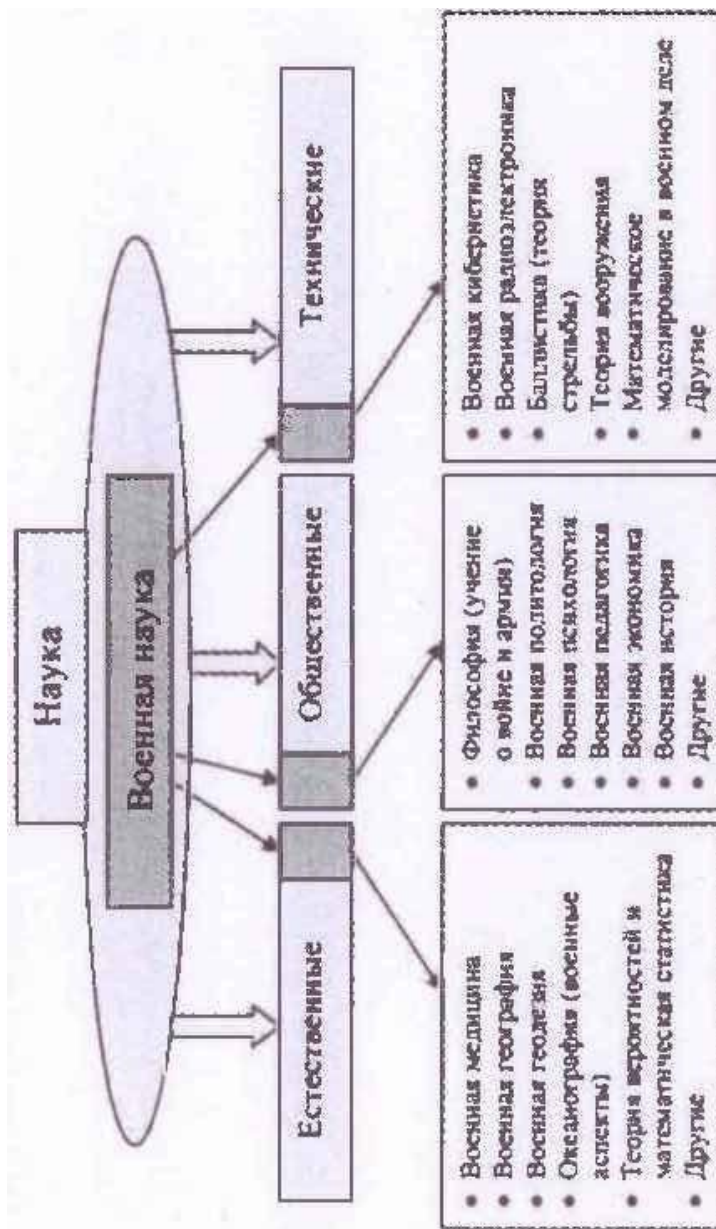 Наука
Военная наука
Естественные
Общественные
Технические
• Военная медицина
• Военная география
• Военная геодезия
• Океанография (военные
аспекты)
• Теория вероятностей и
математическая статистика
• Другие
• Философия (учение
о войне и армии)
• Военная политология
• Военная психология
• Военная педагогика
• Военная экономика
• Военная история
• Другие
• Военная кибернетика
• Военная радиоэлектроника
• Баллистика (теория
стрельбы)
• Теория вооружения
• Математическое
моделирование в военном деле
• Другие